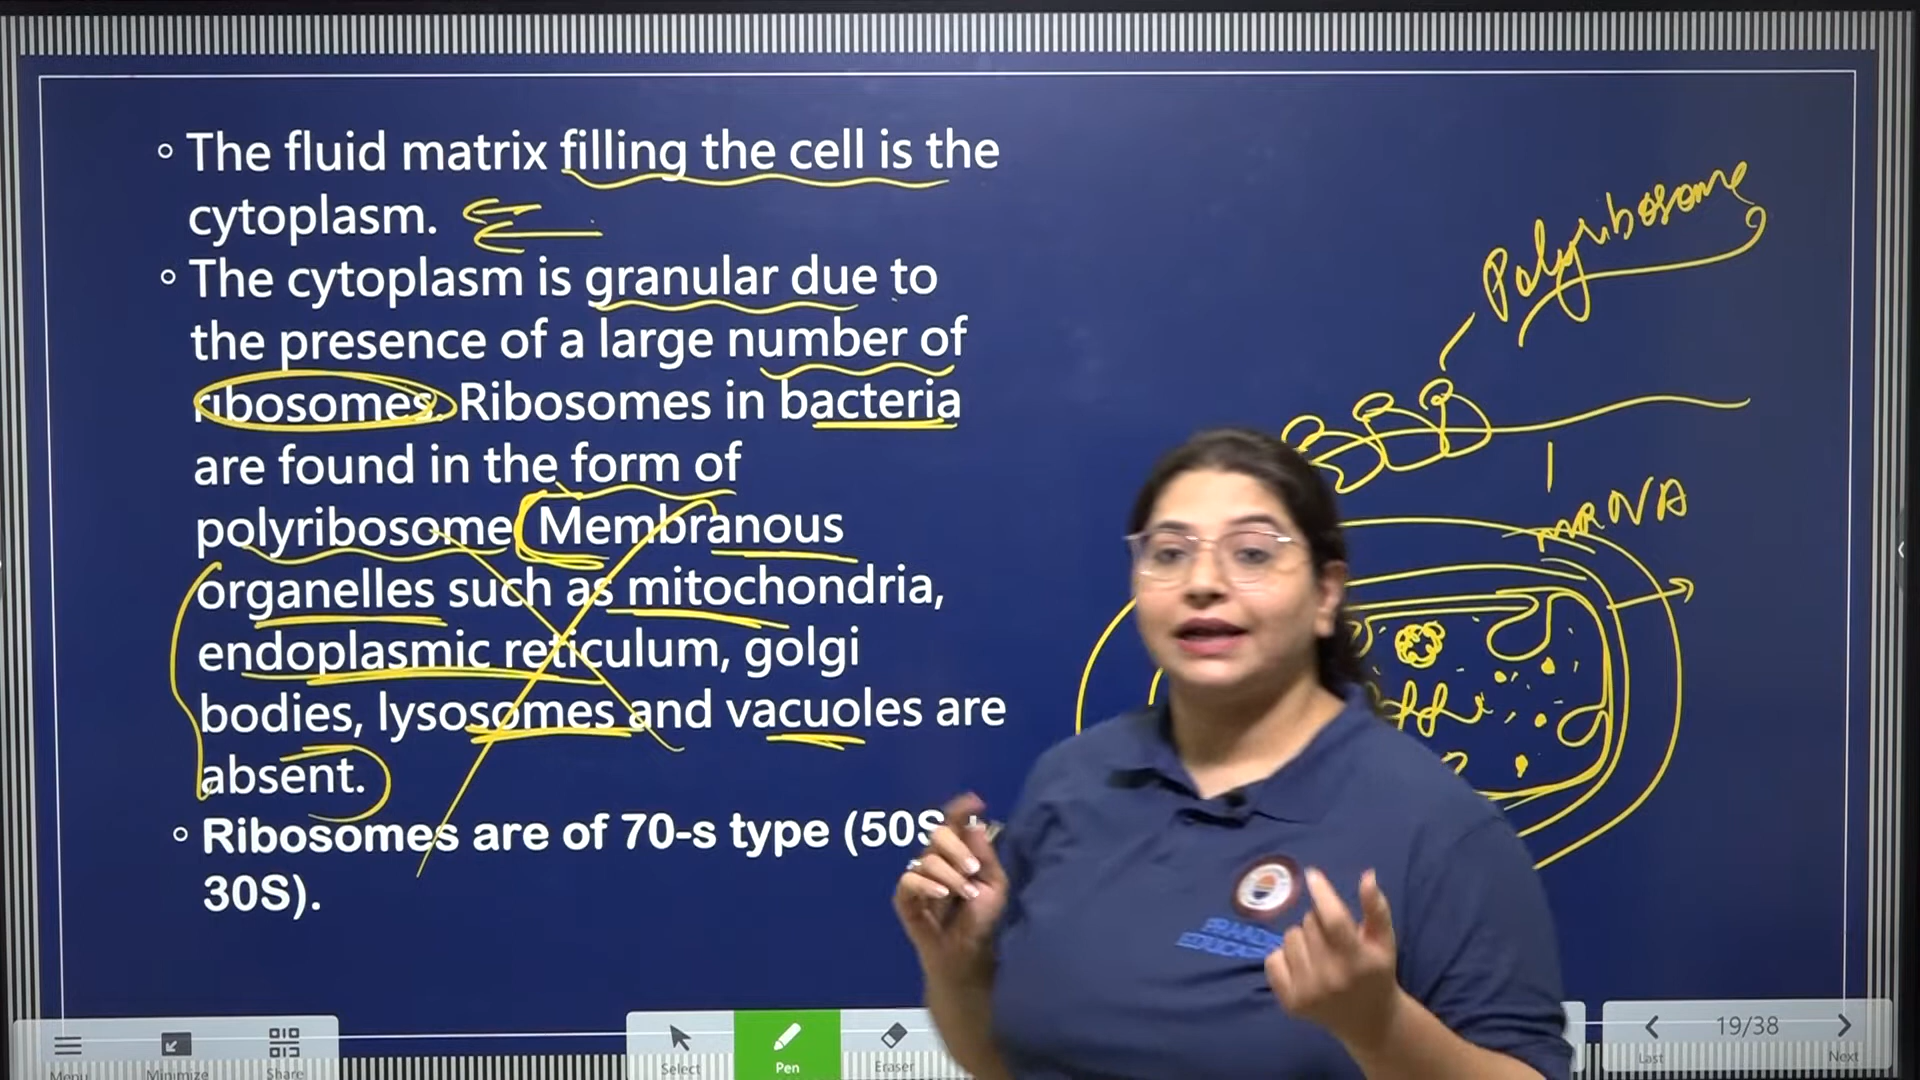 ◦ The fluid matrix filling the cell is the
cytoplasm.
◦ The cytoplasm is granular due to
the presence of a large number of
ribosomes. Ribosomes in bacteria
are found in the form of
polyribosome Membranous
organelles such as mitochondria,
endoplasmic reticulum, golgi
bodies, lysosomes and vacuoles are
absent.
◦ Ribosomes are of 70-s type (50S +
30S).
Polyribosome
mRNA
Menu
Minimize
Share
Select
Pen
Eraser
19/38
Last
Next